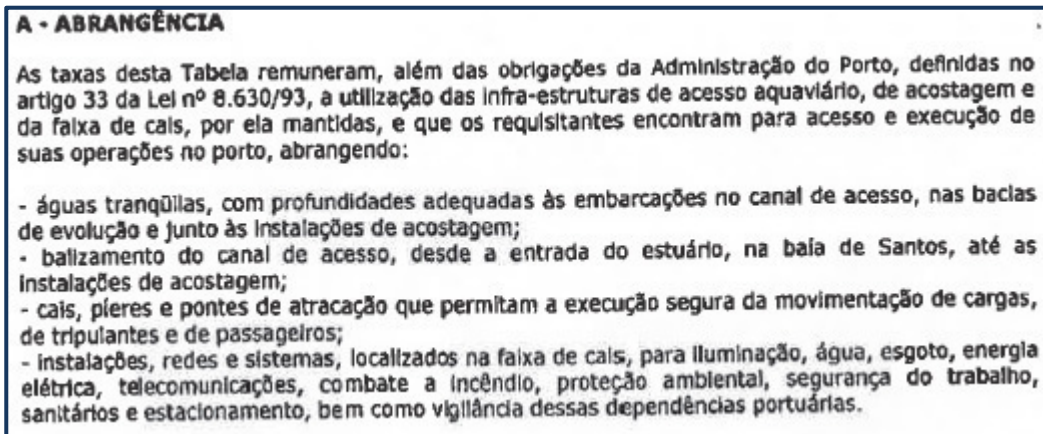 A - ABRANGÊNCIA
As taxas desta Tabela remuneram, além das obrigações da Administração do Porto, definidas no
artigo 33 da Lei nº 8.630/93, a utilização das infra-estruturas de acesso aquaviário, de acostagem e
da faixa de cais, por ela mantidas, e que os requisitantes encontram para acesso e execução de
suas operações no porto, abrangendo:
- águas tranqüilas, com profundidades adequadas às embarcações no canal de acesso, nas bacias
de evolução e junto às instalações de acostagem;
- balizamento do canal de acesso, desde a entrada do estuário, na baía de Santos, até as
instalações de acostagem;
- cais, píeres e pontes de atracação que permitam a execução segura da movimentação de cargas,
de tripulantes e de passageiros;
- instalações, redes e sistemas, localizados na faixa de cais, para iluminação, água, esgoto, energia
elétrica, telecomunicações, combate a incêndio, proteção ambiental, segurança do trabalho,
sanitários e estacionamento, bem como vigilância dessas dependências portuárias.